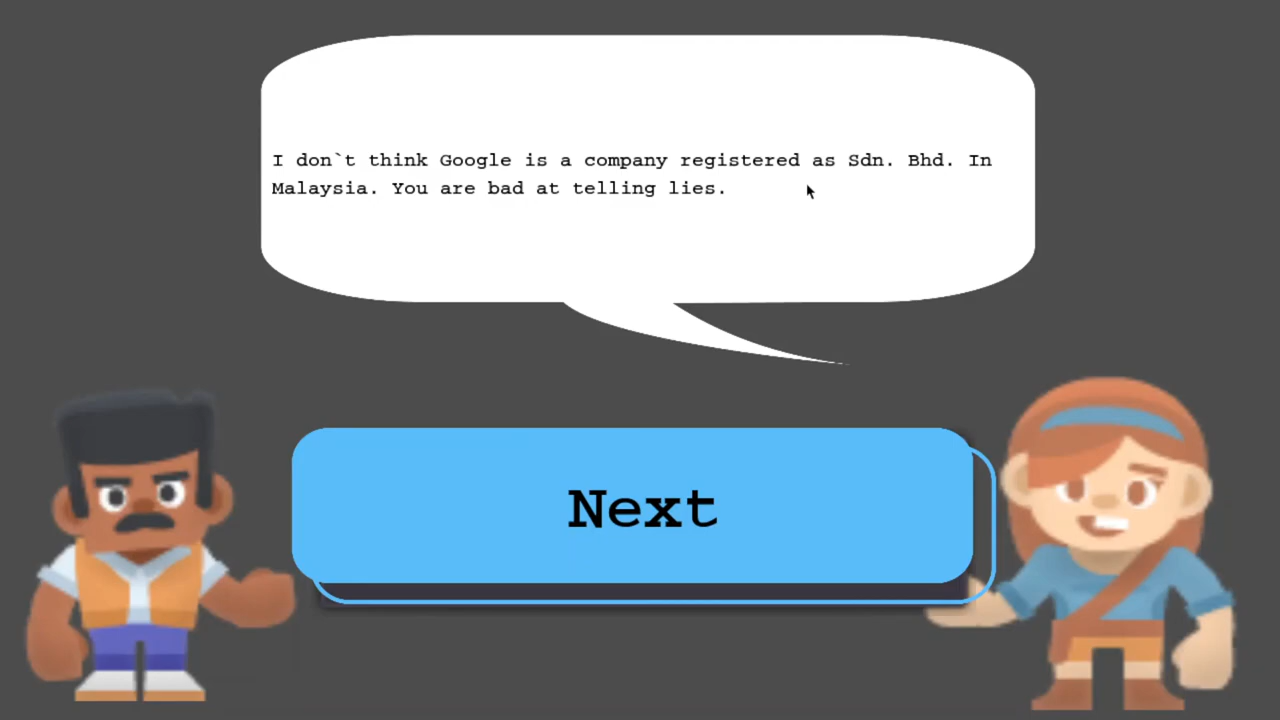 I don`t think Google is a company registered as Sdn. Bhd. In
Malaysia. You are bad at telling lies.
Next